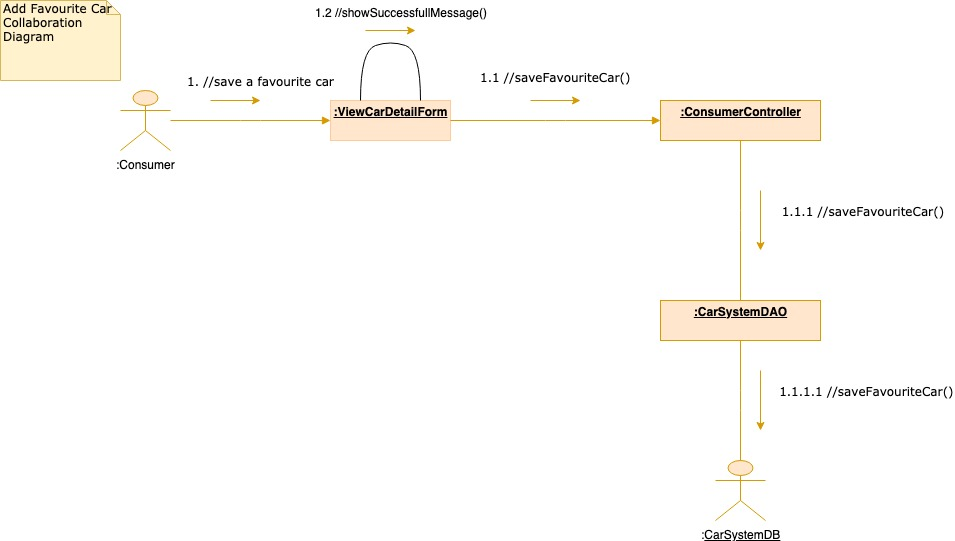 Add Favourite Car
Collaboration
Diagram
1.2 //showSuccessfullMessage()
1. //save a favourite car
1.1 //saveFavouriteCar()
:ViewCarDetailForm
:ConsumerController
:Consumer
1.1.1 //saveFavouriteCar()
:CarSystemDAO
1.1.1.1 //saveFavouriteCar()
:CarSystemDB